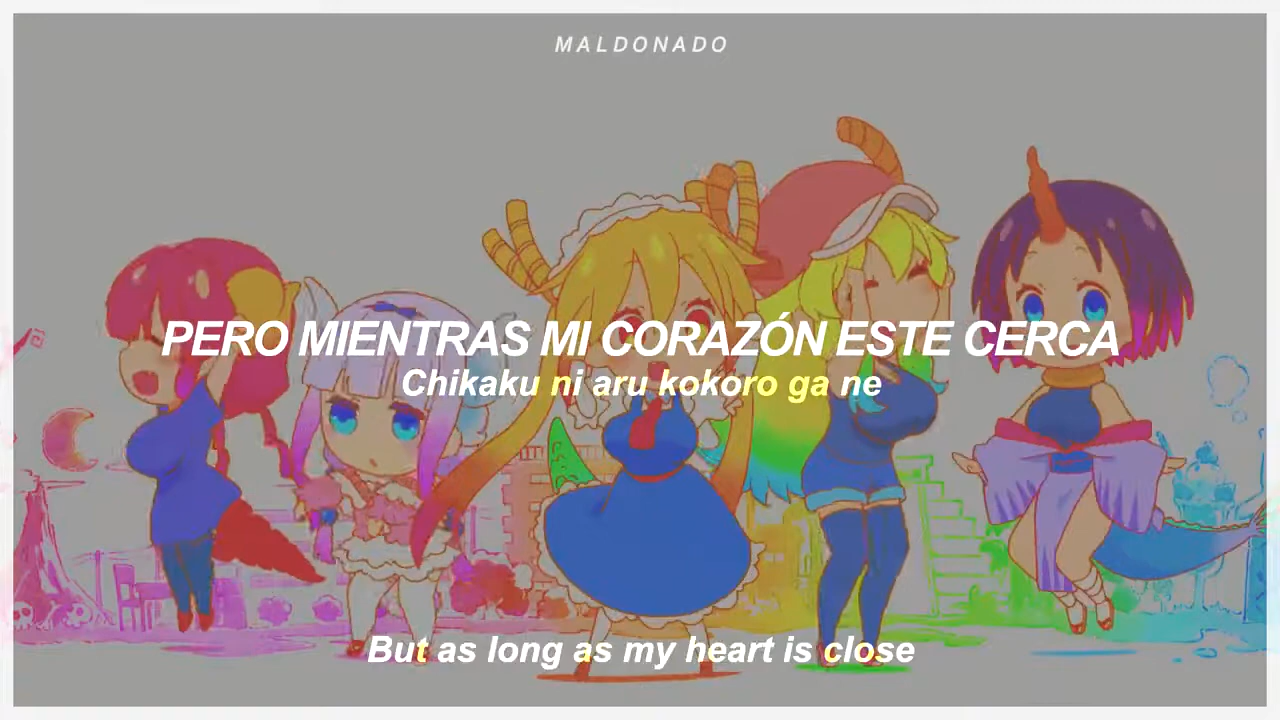 MALDONADO
PERO MIENTRAS MI CORAZÓN ESTE CERCA
Chikaku ni aru kokoro ga ne
But as long as my heart is close